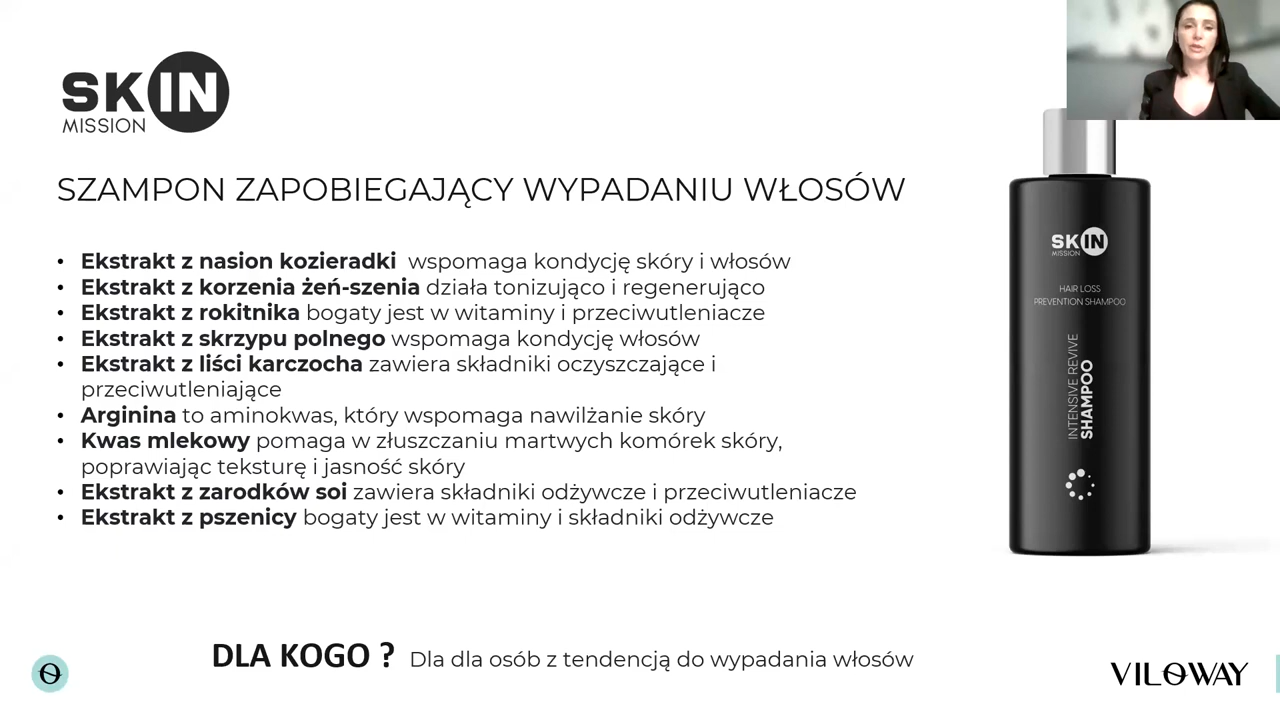 SKIN
MISSION
SZAMPON ZAPOBIEGAJĄCY WYPADANIU WŁOSÓW
• Ekstrakt z nasion kozieradki wspomaga kondycję skóry i włosów
• Ekstrakt z korzenia żeń-szenia działa tonizująco i regenerująco
• Ekstrakt z rokitnika bogaty jest w witaminy i przeciwutleniacze
• Ekstrakt z skrzypu polnego wspomaga kondycję włosów
• Ekstrakt z liści karczocha zawiera składniki oczyszczające i
przeciwutleniające
• Arginina to aminokwas, który wspomaga nawilżanie skóry
• Kwas mlekowy pomaga w złuszczaniu martwych komórek skóry,
poprawiając teksturę i jasność skóry
• Ekstrakt z zarodków soi zawiera składniki odżywcze i przeciwutleniacze
• Ekstrakt z pszenicy bogaty jest w witaminy i składniki odżywcze
SKIN
MISSION
HAIR LOSS
PREVENTION SHAMPOO
INTENSIVE REVIVE
SHAMPOO
DLA KOGO ? Dla dla osób z tendencją do wypadania włosów
VILOWAY